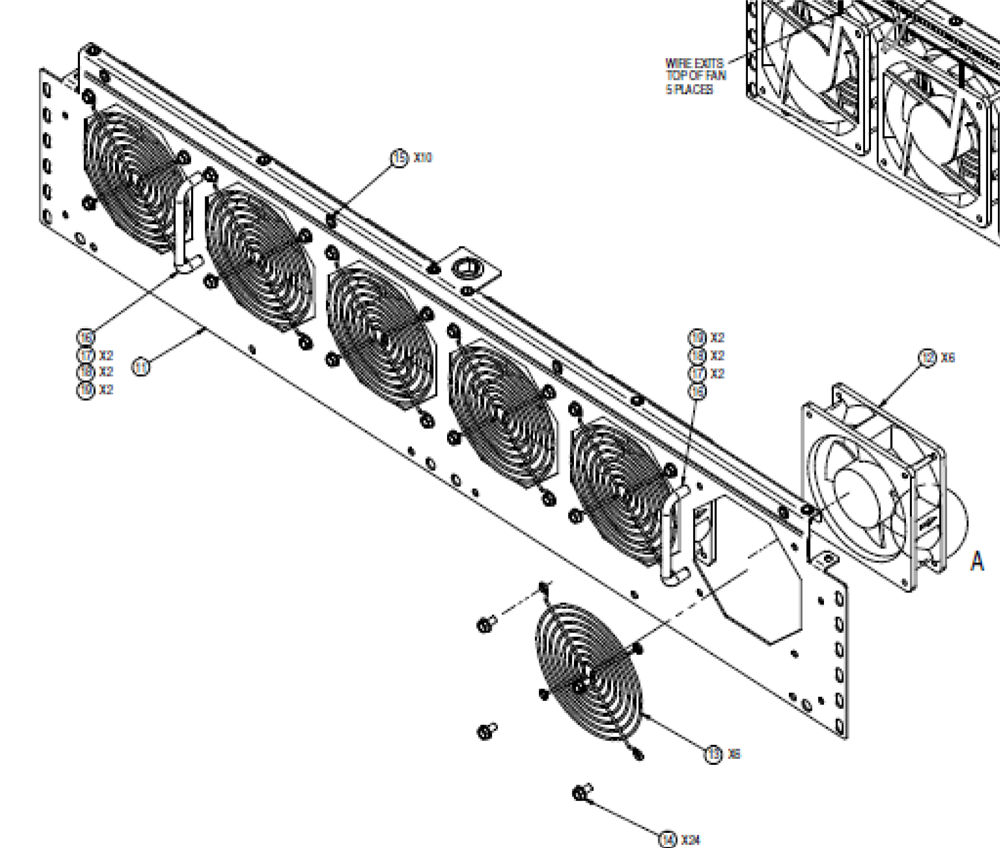 WIRE EXITS
TOP OF FAN
5 PLACES
15 X10
16
17 X2
18 X2
19 X2
11
19 X2
18 X2
17 X2
16
12 X6
A
13 X6
14 X24